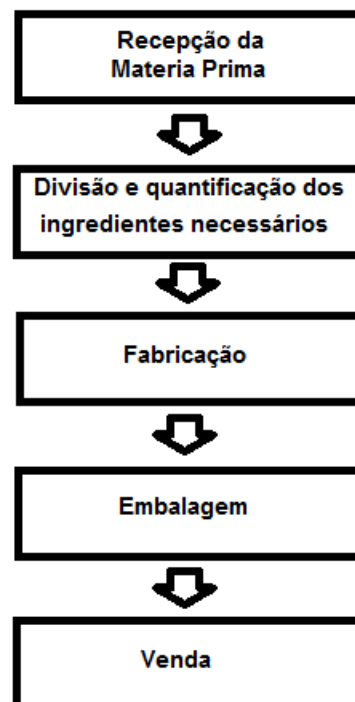 Recepção da
Materia Prima
Divisão e quantificação dos
ingredientes necessários
Fabricação
Embalagem
Venda